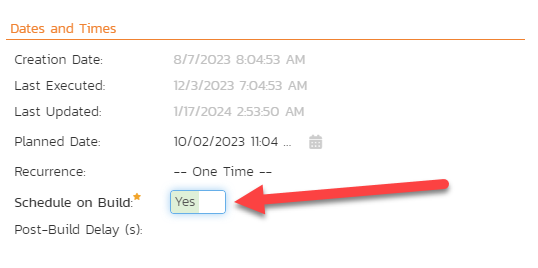 Dates and Times
Creation Date: 8/7/2023 8:04:53 AM
Last Executed: 12/3/2023 7:04:53 AM
Last Updated: 1/17/2024 2:53:50 AM
Planned Date: 10/02/2023 11:04 ...
Recurrence: -- One Time --
Schedule on Build:* Yes
Post-Build Delay (s):